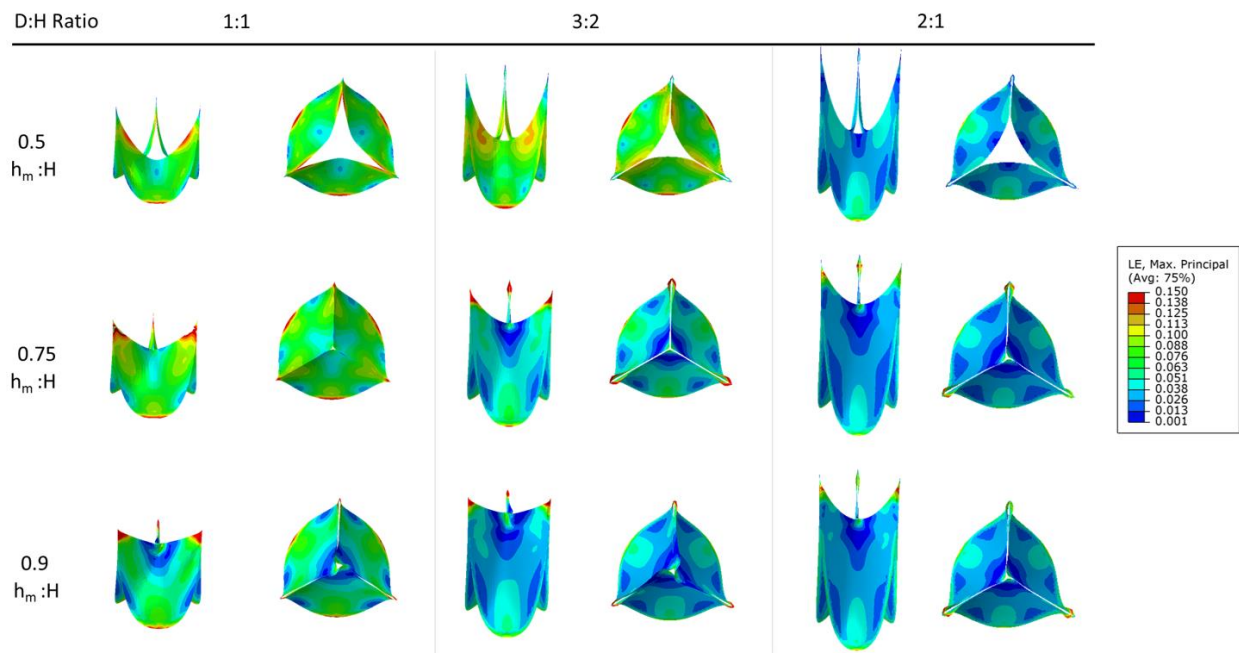 D:H Ratio 1:1 3:2 2:1
0.5
hm :H
0.75
hm :H
0.9
hm :H
LE, Max. Principal
(Avg: 75%)
0.150
0.138
0.125
0.113
0.100
0.088
0.076
0.063
0.051
0.038
0.026
0.013
0.001